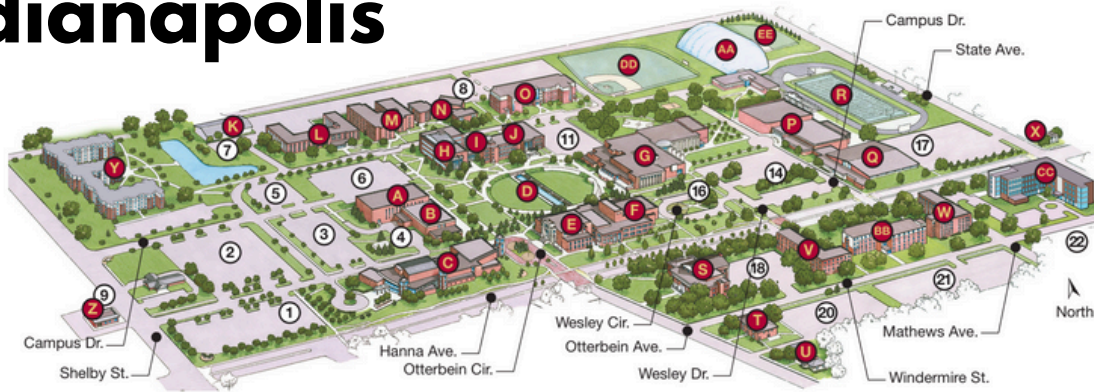 dianapolis
Campus Dr.
State Ave.
EE
AA
DD
R
8
O
N
M
K
L
P
X
7
I
J
11
17
H
G
Q
Y
14
CC
6
A
D
16
5
B
F
W
3
4
E
BB
2
V
22
C
S
18
21
9
Z
1
20
North
T
U
Campus Dr.
Shelby St.
Hanna Ave.
Otterbein Cir.
Wesley Cir.
Otterbein Ave.
Wesley Dr.
Mathews Ave.
Windermire St.